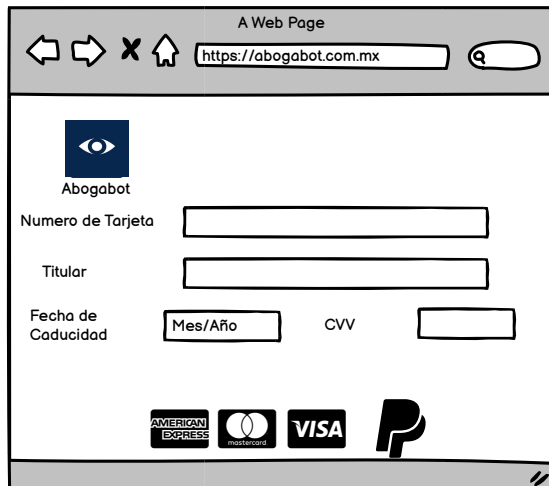 A Web Page
https://abogabot.com.mx
Abogabot
Numero de Tarjeta
Titular
Fecha de
Caducidad
Mes/Año
CVV
AMERICAN
EXPRESS
mastercard.
VISA